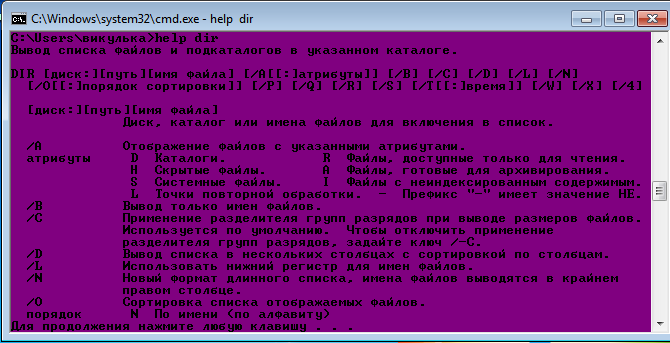 C:\Windows\system32\cmd.exe - help dir
C:\Users\викулька>help dir
Вывод списка файлов и подкаталогов в указанном каталоге.
DIR [диск:][путь][имя файла] [/A[[:]атрибуты]] [/B] [/C] [/D] [/L] [/N]
[/O[[:]порядок сортировки]] [/P] [/Q] [/R] [/S] [/T[[:]время]] [/W] [/X] [/4]
[диск:][путь][имя файла]
Диск, каталог или имена файлов для включения в список.
/A Отображение файлов с указанными атрибутами.
атрибуты D Каталоги. R Файлы, доступные только для чтения.
H Скрытые файлы. A Файлы, готовые для архивирования.
S Системные файлы. I Файлы с неиндексированным содержимым.
L Точки повторной обработки. - Префикс "-" имеет значение НЕ.
/B Вывод только имен файлов.
/C Применение разделителя групп разрядов при выводе размеров файлов.
Используется по умолчанию. Чтобы отключить применение
разделителя групп разрядов, задайте ключ /-C.
/D Вывод списка в нескольких столбцах с сортировкой по столбцам.
/L Использовать нижний регистр для имен файлов.
/N Новый формат длинного списка, имена файлов выводятся в крайнем
правом столбце.
/O Сортировка списка отображаемых файлов.
порядок N По имени (по алфавиту)
Для продолжения нажмите любую клавишу . . .